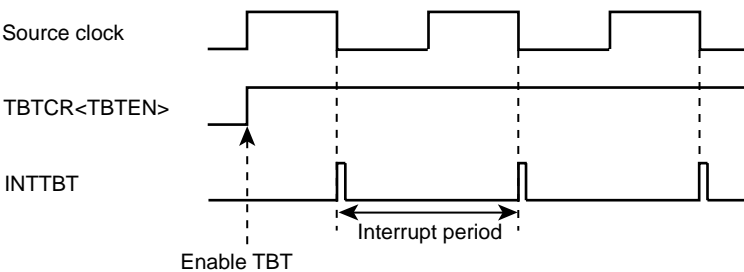 Source clock
TBTCR<TBTEN>
INTTBT
Interrupt period
Enable TBT